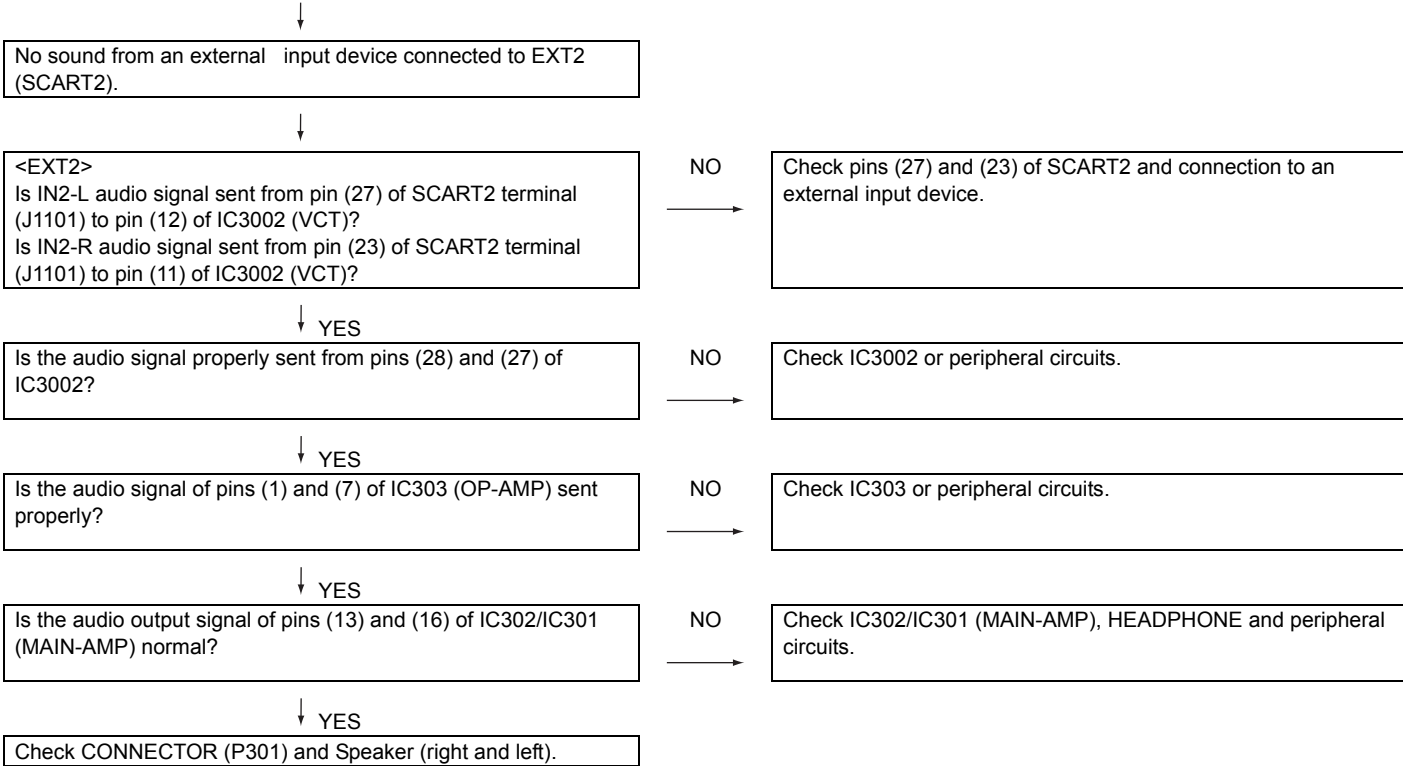 No sound from an external input device connected to EXT2
(SCART2).
<EXT2>
Is IN2-L audio signal sent from pin (27) of SCART2 terminal
(J1101) to pin (12) of IC3002 (VCT)?
Is IN2-R audio signal sent from pin (23) of SCART2 terminal
(J1101) to pin (11) of IC3002 (VCT)?
NO
Check pins (27) and (23) of SCART2 and connection to an
external input device.
YES
Is the audio signal properly sent from pins (28) and (27) of
IC3002?
NO
Check IC3002 or peripheral circuits.
YES
Is the audio signal of pins (1) and (7) of IC303 (OP-AMP) sent
properly?
NO
Check IC303 or peripheral circuits.
YES
Is the audio output signal of pins (13) and (16) of IC302/IC301
(MAIN-AMP) normal?
NO
Check IC302/IC301 (MAIN-AMP), HEADPHONE and peripheral
circuits.
YES
Check CONNECTOR (P301) and Speaker (right and left).